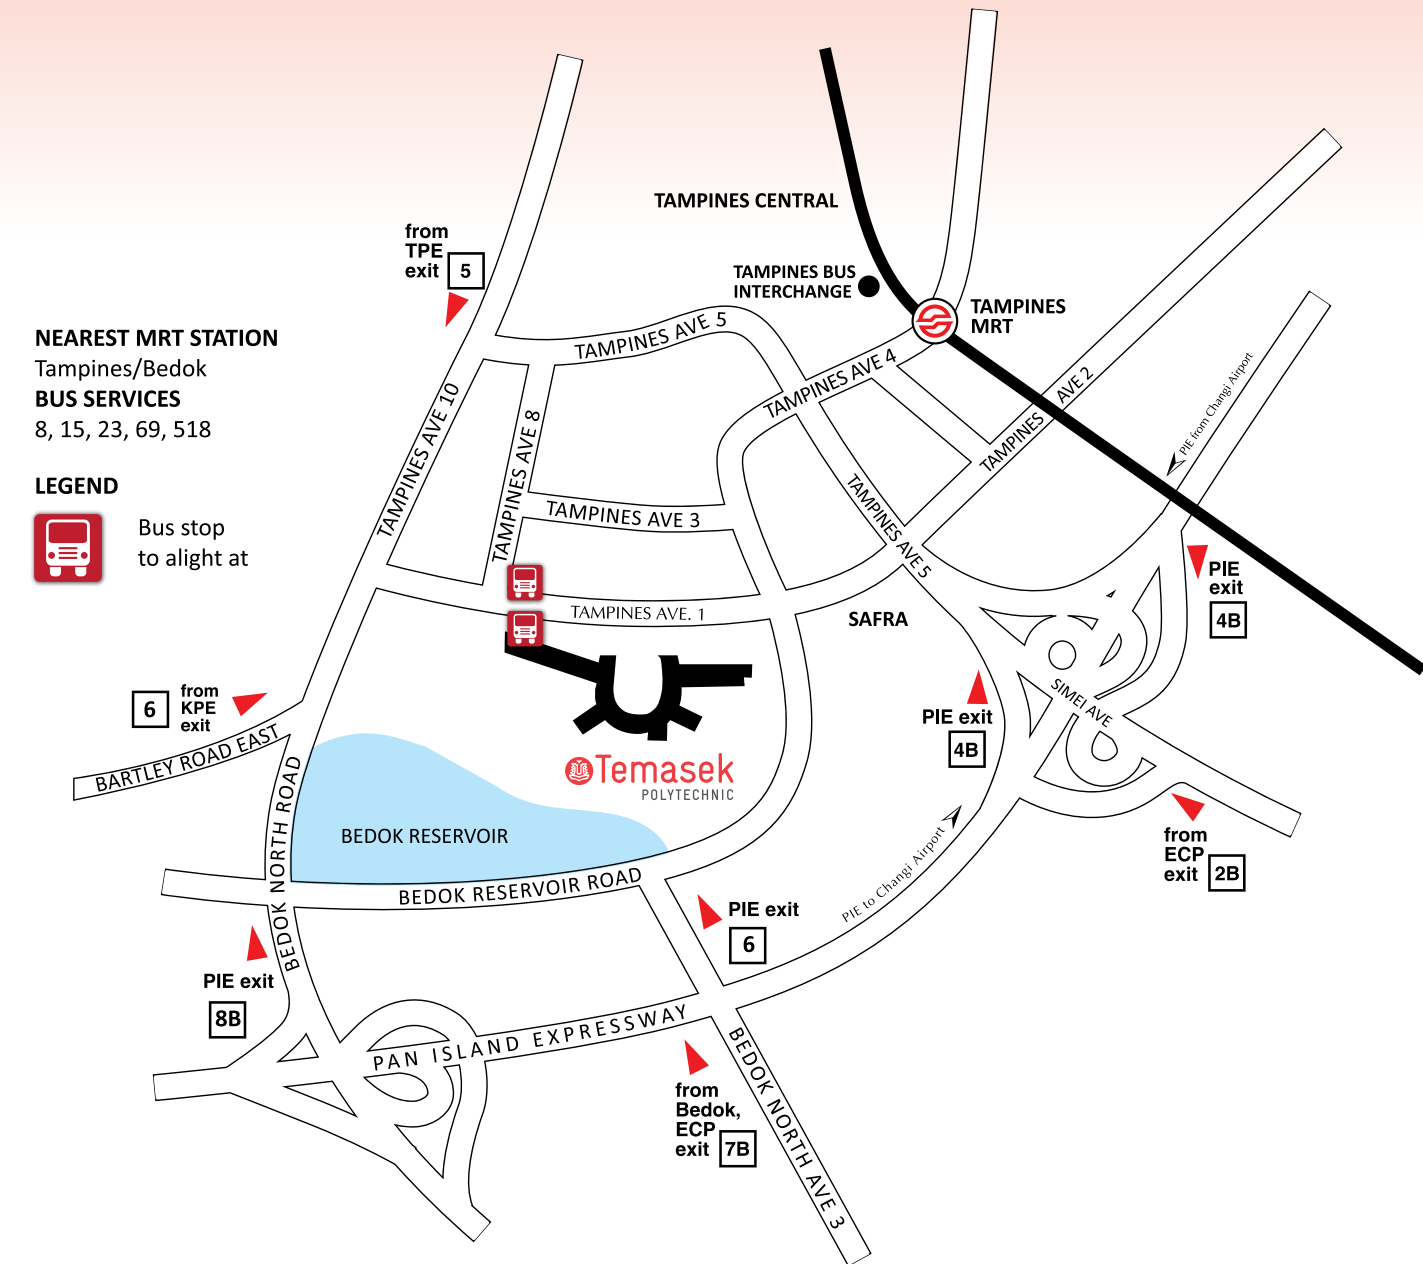 TAMPINES CENTRAL
from
TPE
exit 5
TAMPINES BUS
INTERCHANGE
TAMPINES
MRT
NEAREST MRT STATION
Tampines/Bedok
BUS SERVICES
8, 15, 23, 69, 518
LEGEND
Bus stop
to alight at
TAMPINES AVE 5
TAMPINES AVE 4
TAMPINES AVE 2
PIE from Changi Airport
TAMPINES AVE 10
TAMPINES AVE 8
TAMPINES AVE 3
TAMPINES AVE 5
PIE
exit
4B
TAMPINES AVE. 1
SAFRA
6 from
KPE
exit
BARTLEY ROAD EAST
SIMEI AVE
PIE exit
4B
Temasek
POLYTECHNIC
BEDOK NORTH ROAD
BEDOK RESERVOIR
BEDOK RESERVOIR ROAD
PIE to Changi Airport
from
ECP
exit 2B
PIE exit
6
BEDOK NORTH ROAD
PIE exit
8B
PAN ISLAND EXPRESSWAY
BEDOK NORTH AVE 3
from
Bedok,
ECP
exit 7B